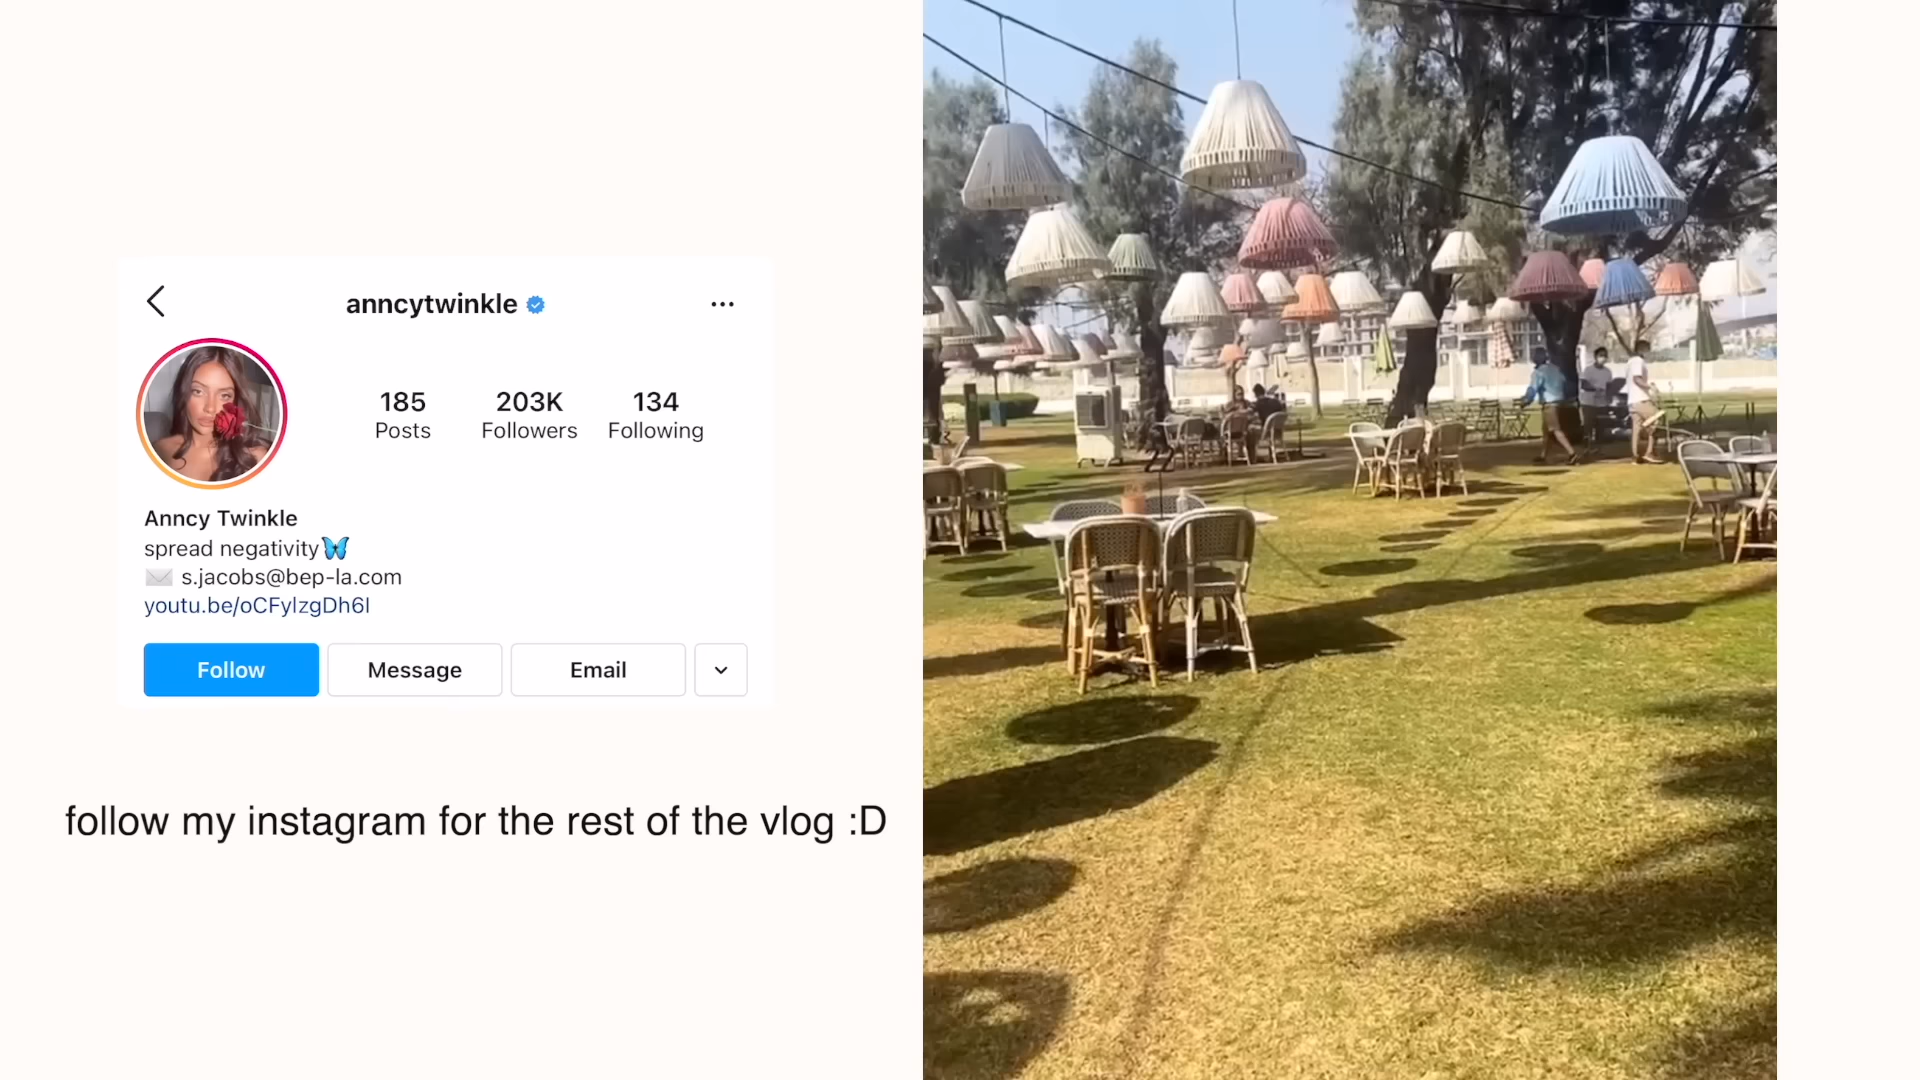 anncytwinkle
185
Posts
203K
Followers
134
Following
Anncy Twinkle
spread negativity🦋
s.jacobs@bep-la.com
youtu.be/oCFylzgDh6I
Follow
Message
Email
follow my instagram for the rest of the vlog :D